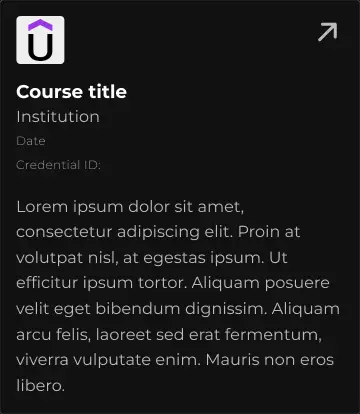 Course title
Institution
Date
Credential ID:
Lorem ipsum dolor sit amet,
consectetur adipiscing elit. Proin at
volutpat nisl, at egestas ipsum. Ut
efficitur ipsum tortor. Aliquam posuere
velit eget bibendum dignissim. Aliquam
arcu felis, laoreet sed erat fermentum,
viverra vulputate enim. Mauris non eros
libero.